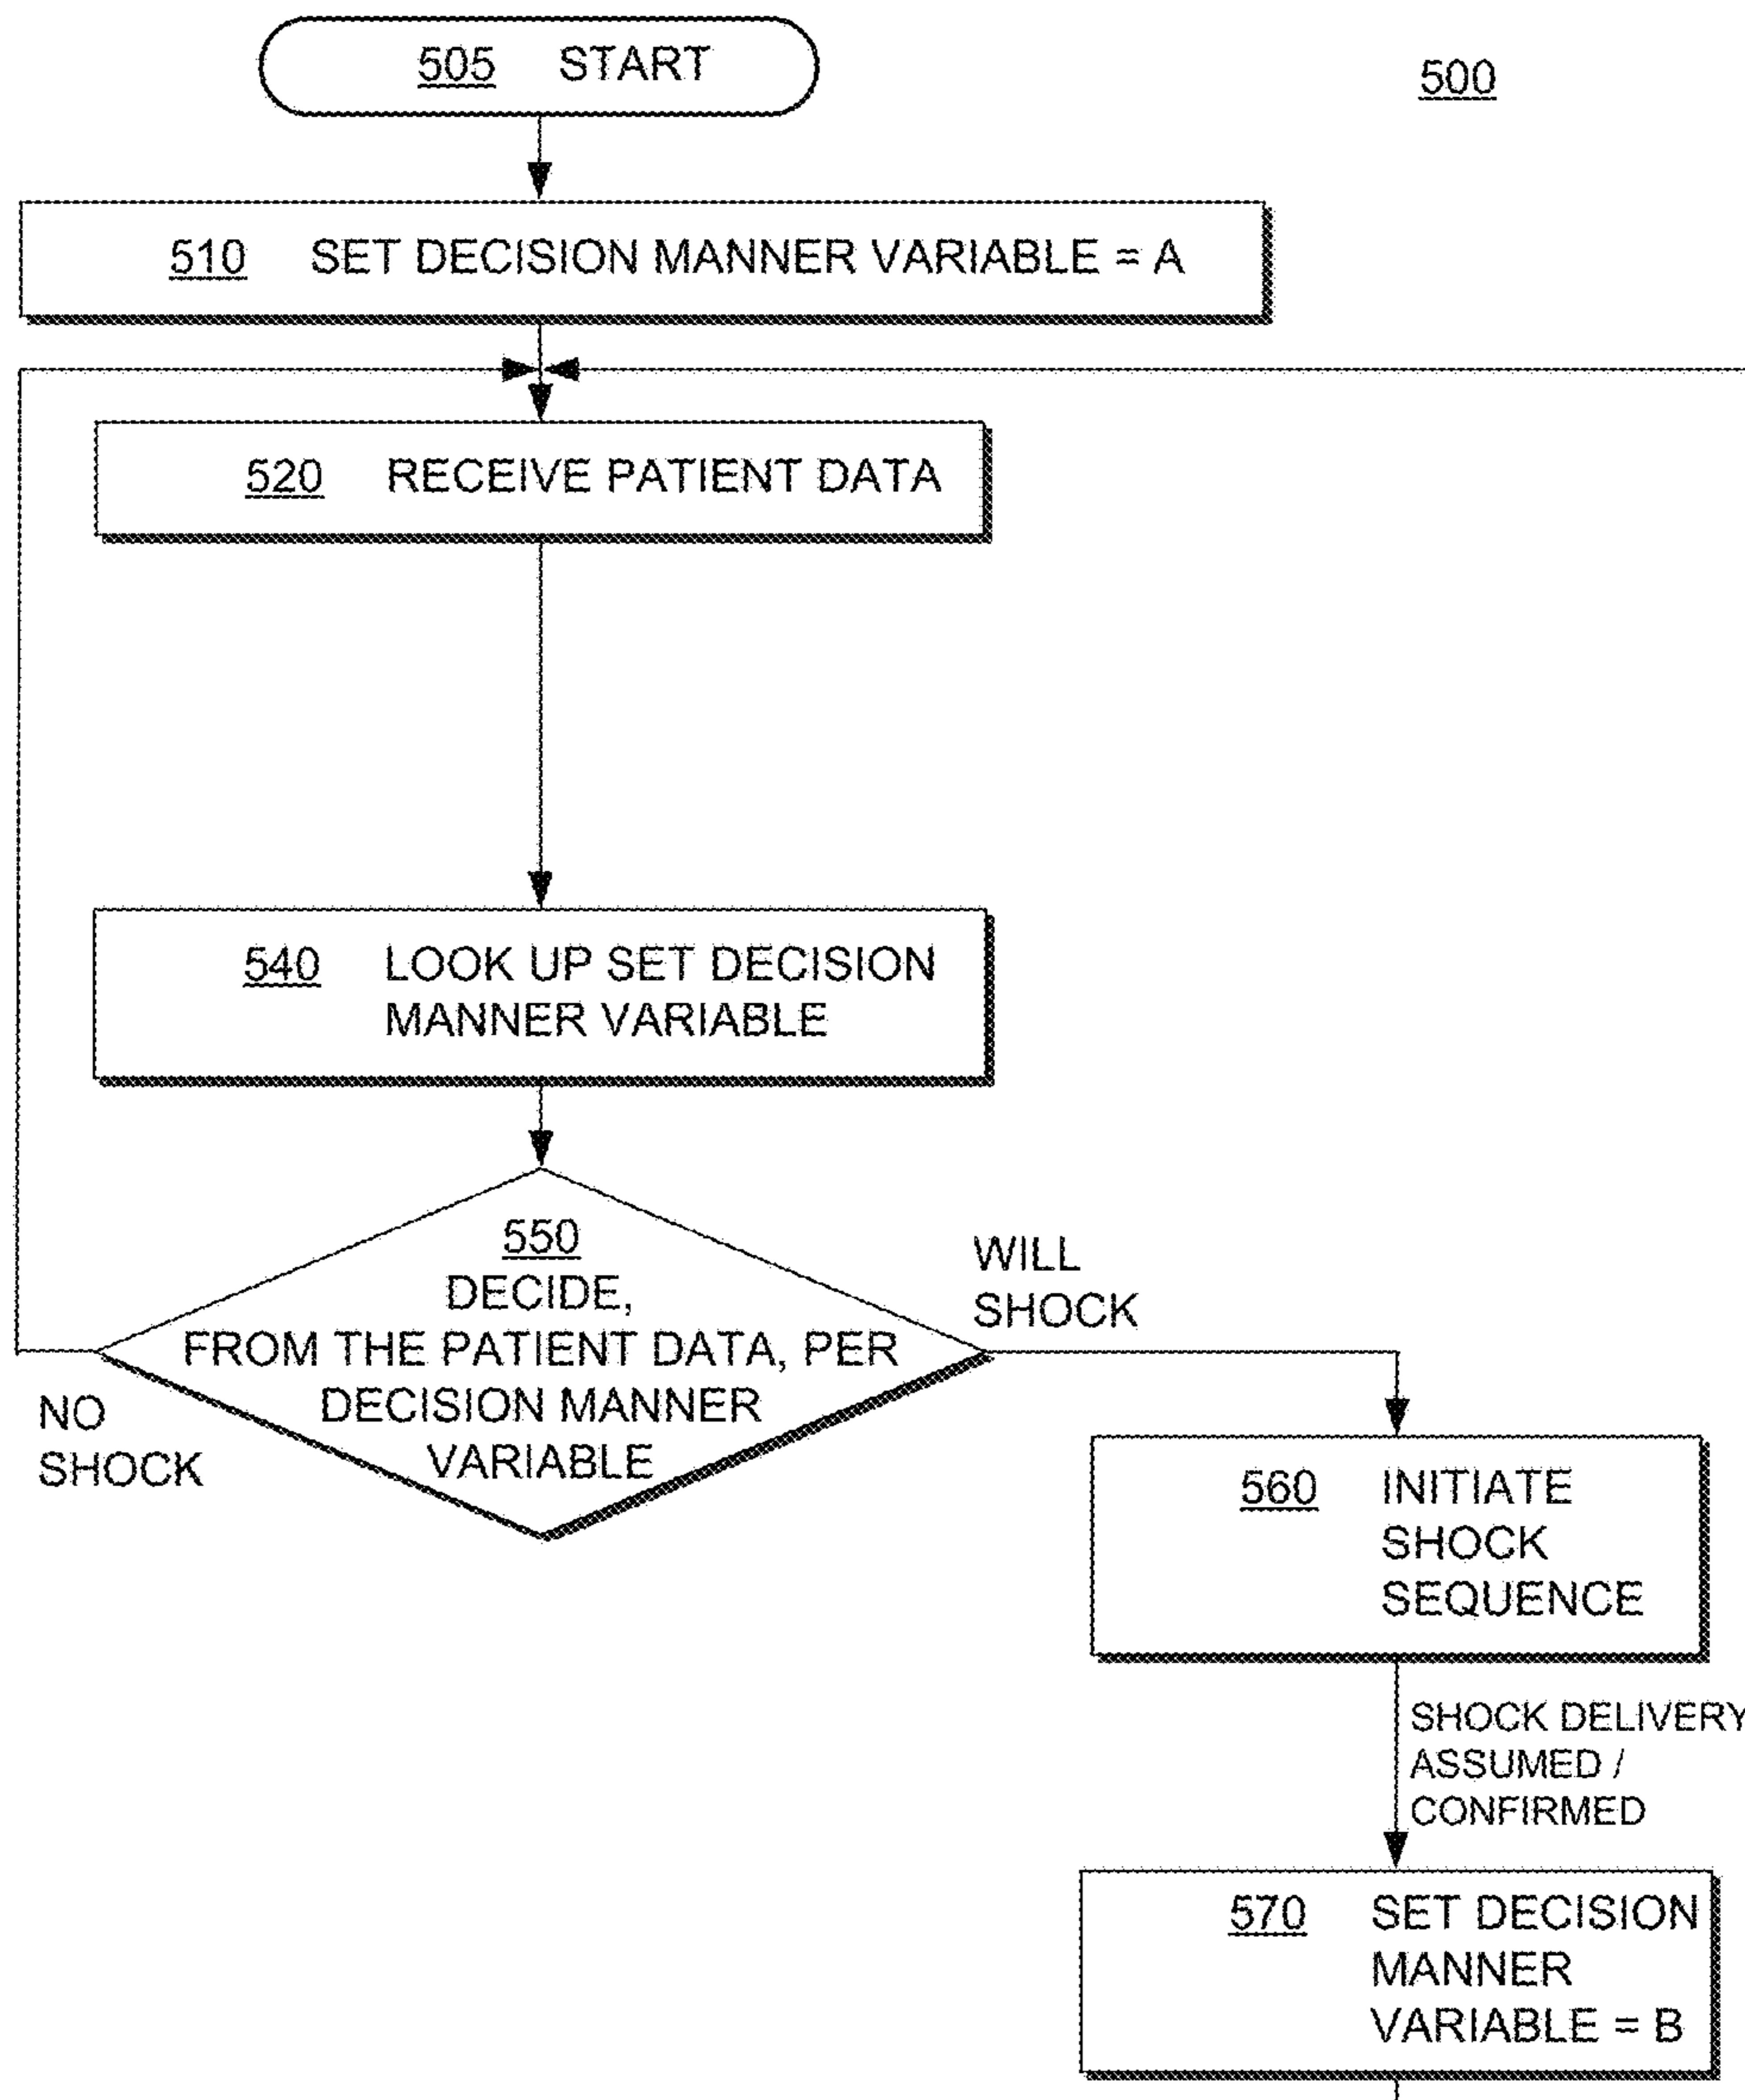 505 START
500
510 SET DECISION MANNER VARIABLE = A
520 RECEIVE PATIENT DATA
540 LOOK UP SET DECISION
MANNER VARIABLE
550
DECIDE,
FROM THE PATIENT DATA, PER
DECISION MANNER
VARIABLE
WILL
SHOCK
NO
SHOCK
560 INITIATE
SHOCK
SEQUENCE
SHOCK DELIVERY
ASSUMED /
CONFIRMED
570 SET DECISION
MANNER
VARIABLE = B